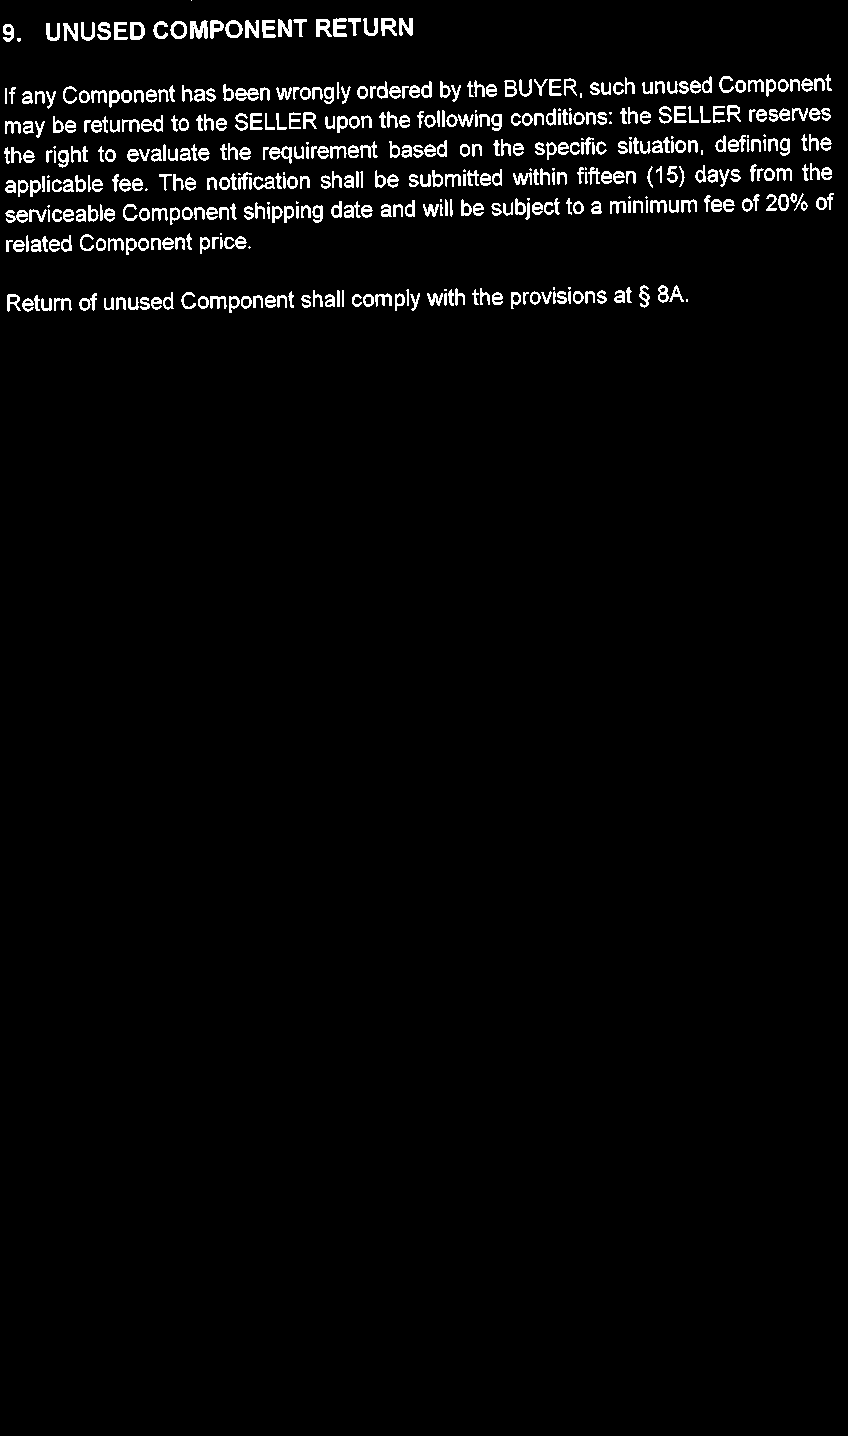 9. UNUSED COMPONENT RETURN
If any Component has been wrongly ordered by the BUYER, such unused Component
may be returned to the SELLER upon the following conditions: the SELLER reserves
the right to evaluate the requirement based on the specific situation, defining the
applicable fee. The notification shall be submitted within fifteen (15) days from the
serviceable Component shipping date and will be subject to a minimum fee of 20% of
related Component price.
Return of unused Component shall comply with the provisions at § 8A.